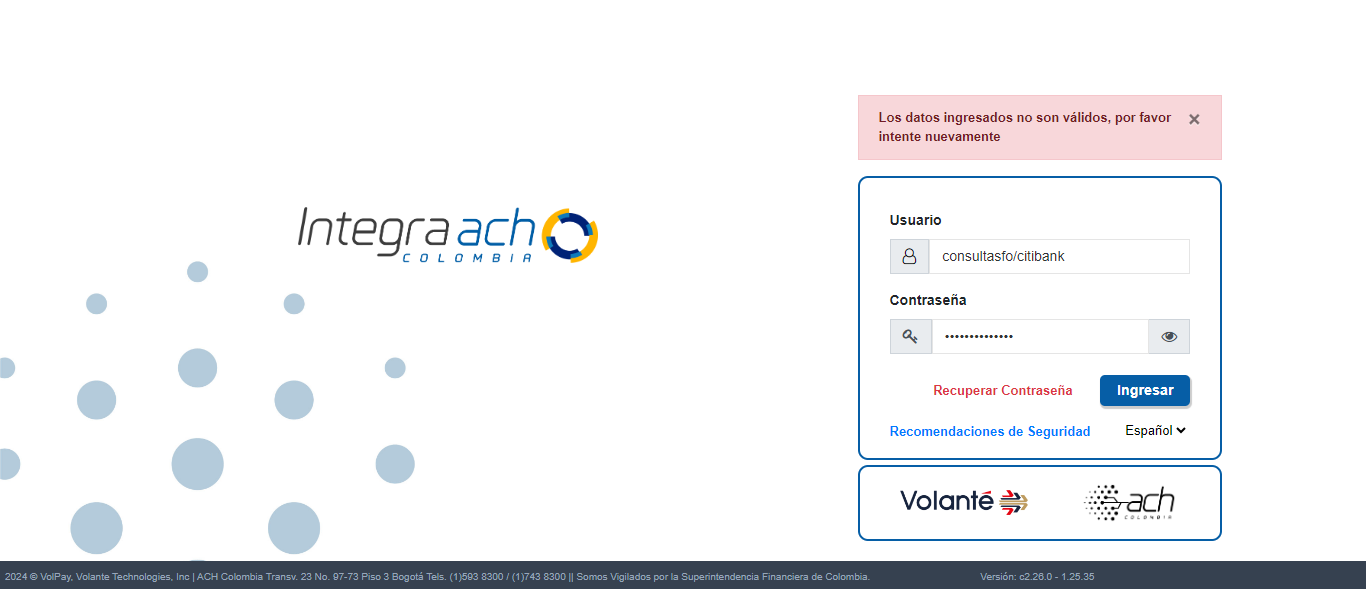 Los datos ingresados no son válidos, por favor
intente nuevamente
×
Integra ach
COLOMBIA
Usuario
consultasfo/citibank
Contraseña
••••••••••••••
Recuperar Contraseña
Ingresar
Recomendaciones de Seguridad
Español
Volanté
ach
COLOMBIA
2024 © VolPay, Volante Technologies, Inc | ACH Colombia Transv. 23 No. 97-73 Piso 3 Bogotá Tels. (1)593 8300 / (1)743 8300 || Somos Vigilados por la Superintendencia Financiera de Colombia.
Versión: c2.26.0 - 1.25.35